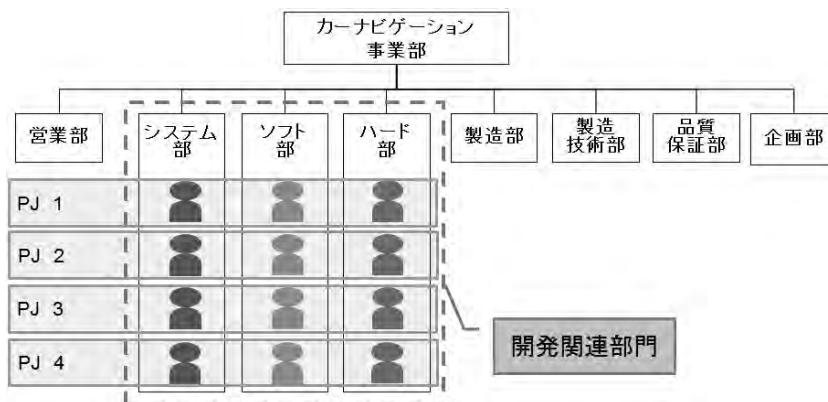 カーナビゲーション
事業部
営業部
システム
部
ソフト
部
ハード
部
製造部
製造
技術部
品質
保証部
企画部
PJ 1
PJ 2
PJ 3
PJ 4
開発関連部門